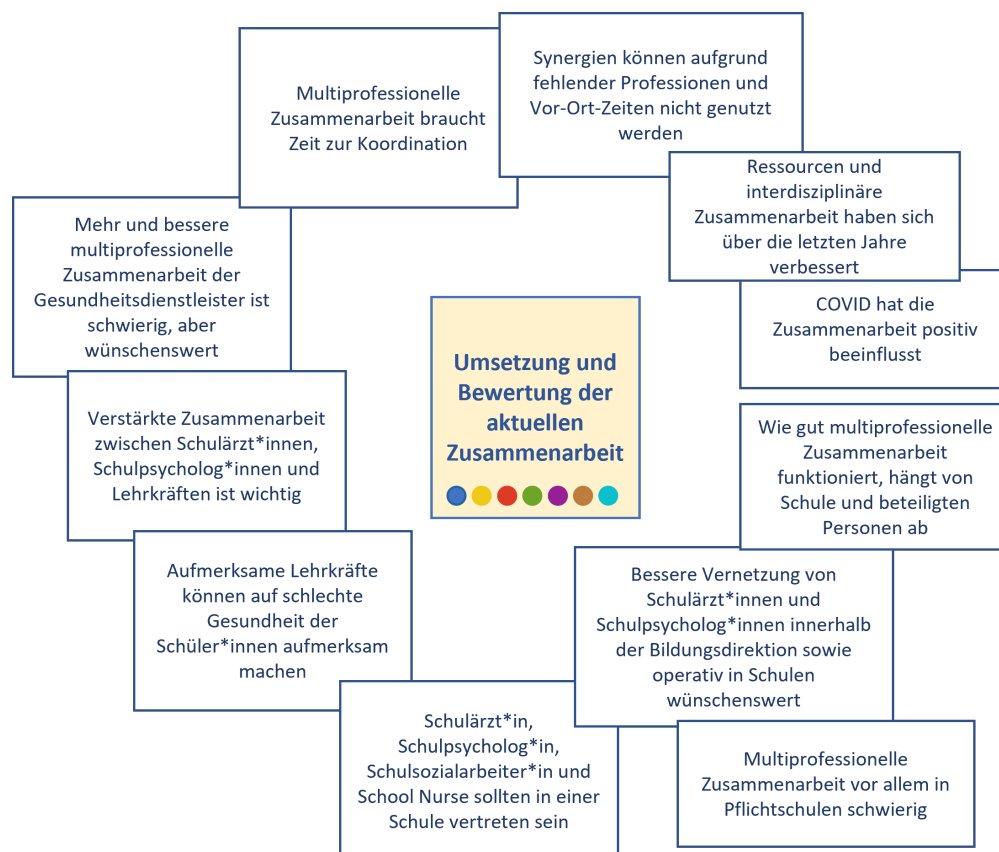 Multiprofessionelle
Zusammenarbeit braucht
Zeit zur Koordination
Synergien können aufgrund
fehlender Professionen und
Vor-Ort-Zeiten nicht genutzt
werden
Ressourcen und
interdisziplinäre
Zusammenarbeit haben sich
über die letzten Jahre
verbessert
COVID hat die
Zusammenarbeit positiv
beeinflusst
Wie gut multiprofessionelle
Zusammenarbeit
funktioniert, hängt von
Schule und beteiligten
Personen ab
Bessere Vernetzung von
Schulärzt*innen und
Schulpsycholog*innen innerhalb
der Bildungsdirektion sowie
operativ in Schulen
wünschenswert
Multiprofessionelle
Zusammenarbeit vor allem in
Pflichtschulen schwierig
Schulärzt*in,
Schulpsycholog*in,
Schulsozialarbeiter*in und
School Nurse sollten in einer
Schule vertreten sein
Aufmerksame Lehrkräfte
können auf schlechte
Gesundheit der
Schüler*innen aufmerksam
machen
Verstärkte Zusammenarbeit
zwischen Schulärzt*innen,
Schulpsycholog*innen und
Lehrkräften ist wichtig
Mehr und bessere
multiprofessionelle
Zusammenarbeit der
Gesundheitsdienstleister ist
schwierig, aber
wünschenswert
Umsetzung und
Bewertung der
aktuellen
Zusammenarbeit